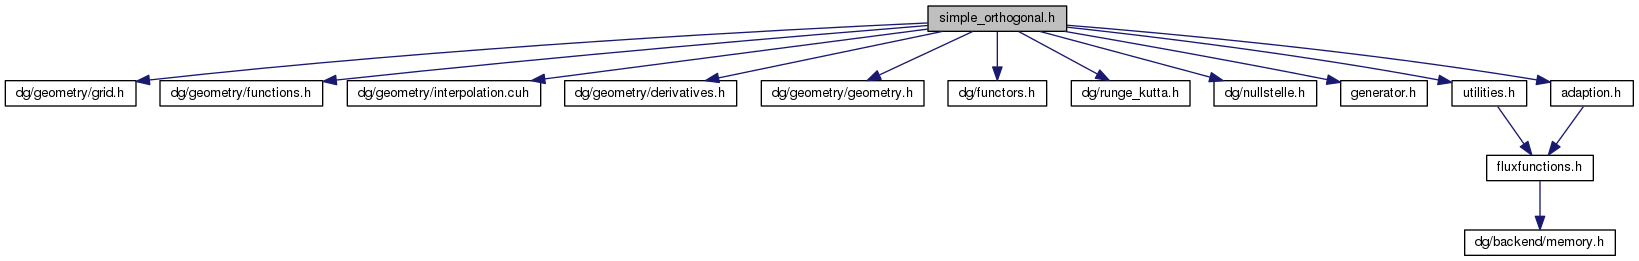 simple_orthogonal.h
dg/geometry/grid.h
dg/geometry/functions.h
dg/geometry/interpolation.cuh
dg/geometry/derivatives.h
dg/geometry/geometry.h
dg/functors.h
dg/runge_kutta.h
dg/nullstelle.h
generator.h
utilities.h
adaption.h
fluxfunctions.h
dg/backend/memory.h